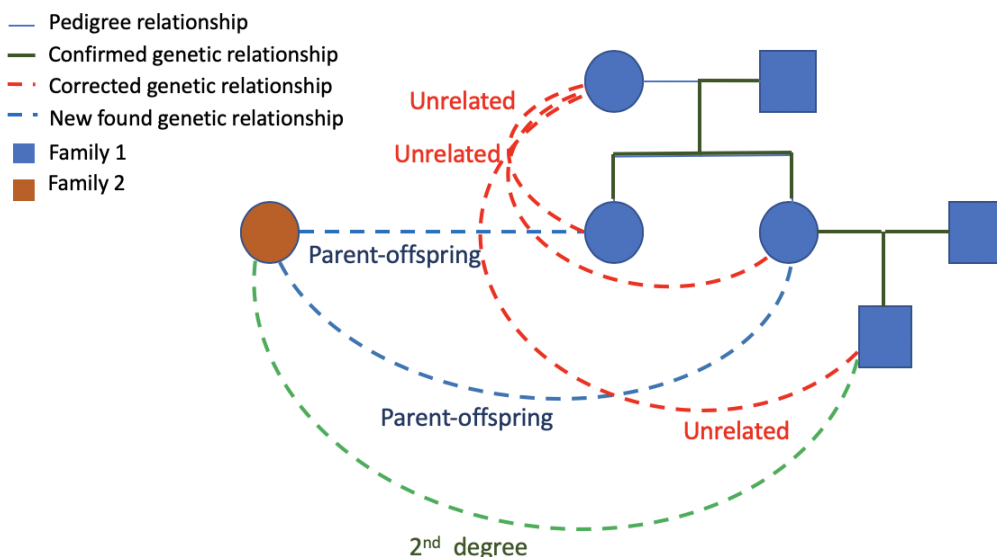 Pedigree relationship
Confirmed genetic relationship
Corrected genetic relationship
New found genetic relationship
Family 1
Family 2
Unrelated
Unrelated
Parent-offspring
Parent-offspring
Unrelated
2nd degree